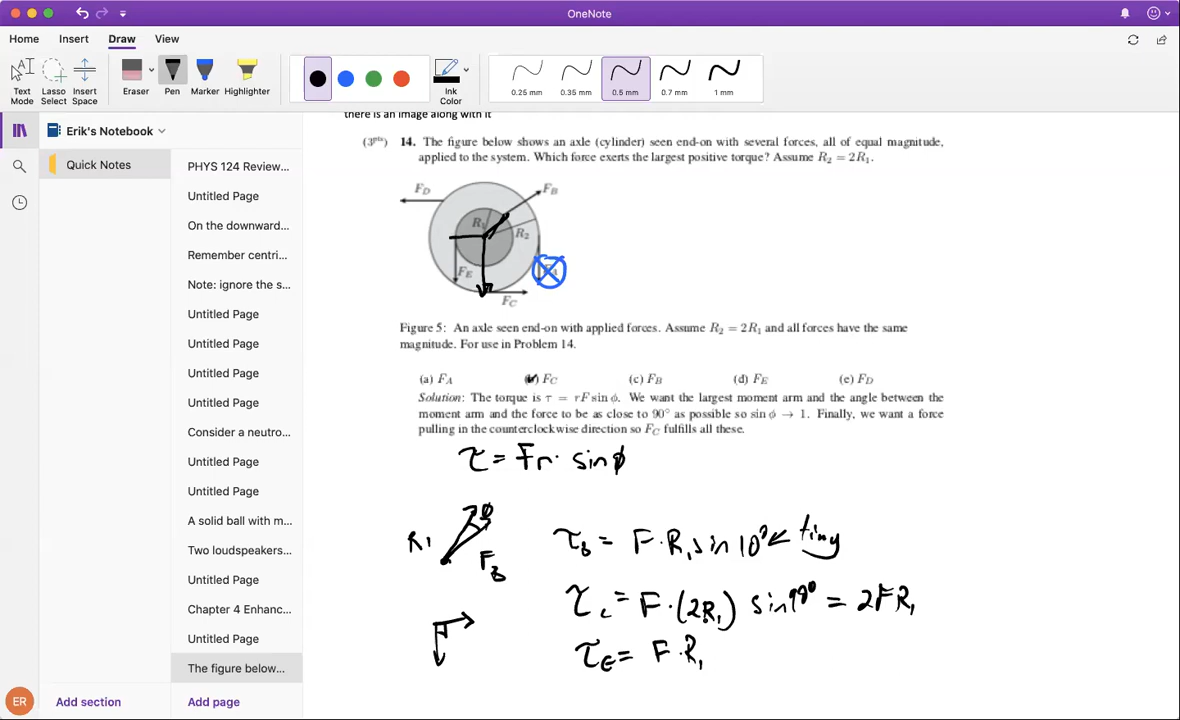 OneNote
Home Insert Draw View
Text Mode
Lasso Select
Insert Space
Eraser
Pen
Marker
Highlighter
Ink Color
0.25 mm
0.35 mm
0.5 mm
0.7 mm
1 mm
Erik's Notebook
Quick Notes
PHYS 124 Review...
Untitled Page
On the downward...
Remember centri...
Note: ignore the s...
Untitled Page
Untitled Page
Untitled Page
Untitled Page
Consider a neutro...
Untitled Page
Untitled Page
A solid ball with m...
Two loudspeakers...
Untitled Page
Chapter 4 Enhanc...
Untitled Page
The figure below...
ER
Add section
Add page
there is an image along with it
(3pts) 14. The figure below shows an axle (cylinder) seen end-on with several forces, all of equal magnitude,
applied to the system. Which force exerts the largest positive torque? Assume R₂ = 2R₁.
F_D
F_B
R₁
R₂
F_E
F_C
Figure 5: An axle seen end-on with applied forces. Assume R₂ = 2R₁ and all forces have the same
magnitude. For use in Problem 14.
(a) F_A (b) F_C (c) F_B (d) F_E (e) F_D
Solution: The torque is τ = rF sin ϕ. We want the largest moment arm and the angle between the
moment arm and the force to be as close to 90° as possible so sin ϕ → 1. Finally, we want a force
pulling in the counterclockwise direction so F_C fulfills all these.
τ = Fr · sin ϕ
R₁
ϕ
F_B
τ_B = F · R₁ sin 10° ← tiny
τ_C = F · (2R₁) sin 90° = 2FR₁
τ_E = F · R₁